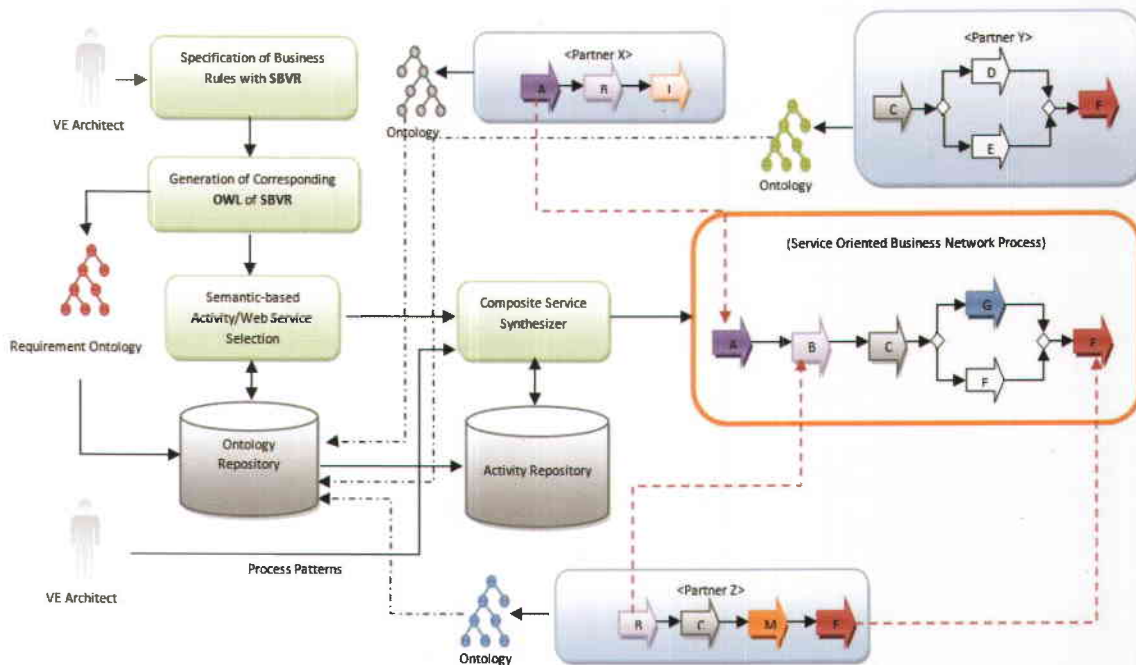 VE Architect
Specification of Business
Rules with SBVR
Generation of Corresponding
OWL of SBVR
Requirement Ontology
Semantic-based
Activity/Web Service
Selection
Composite Service
Synthesizer
Ontology
Repository
Activity Repository
VE Architect
Process Patterns
Ontology
<Partner X>
A
B
I
Ontology
<Partner Y>
C
D
E
F
(Service Oriented Business Network Process)
A
B
C
G
F
F
Ontology
<Partner Z>
B
C
M
F